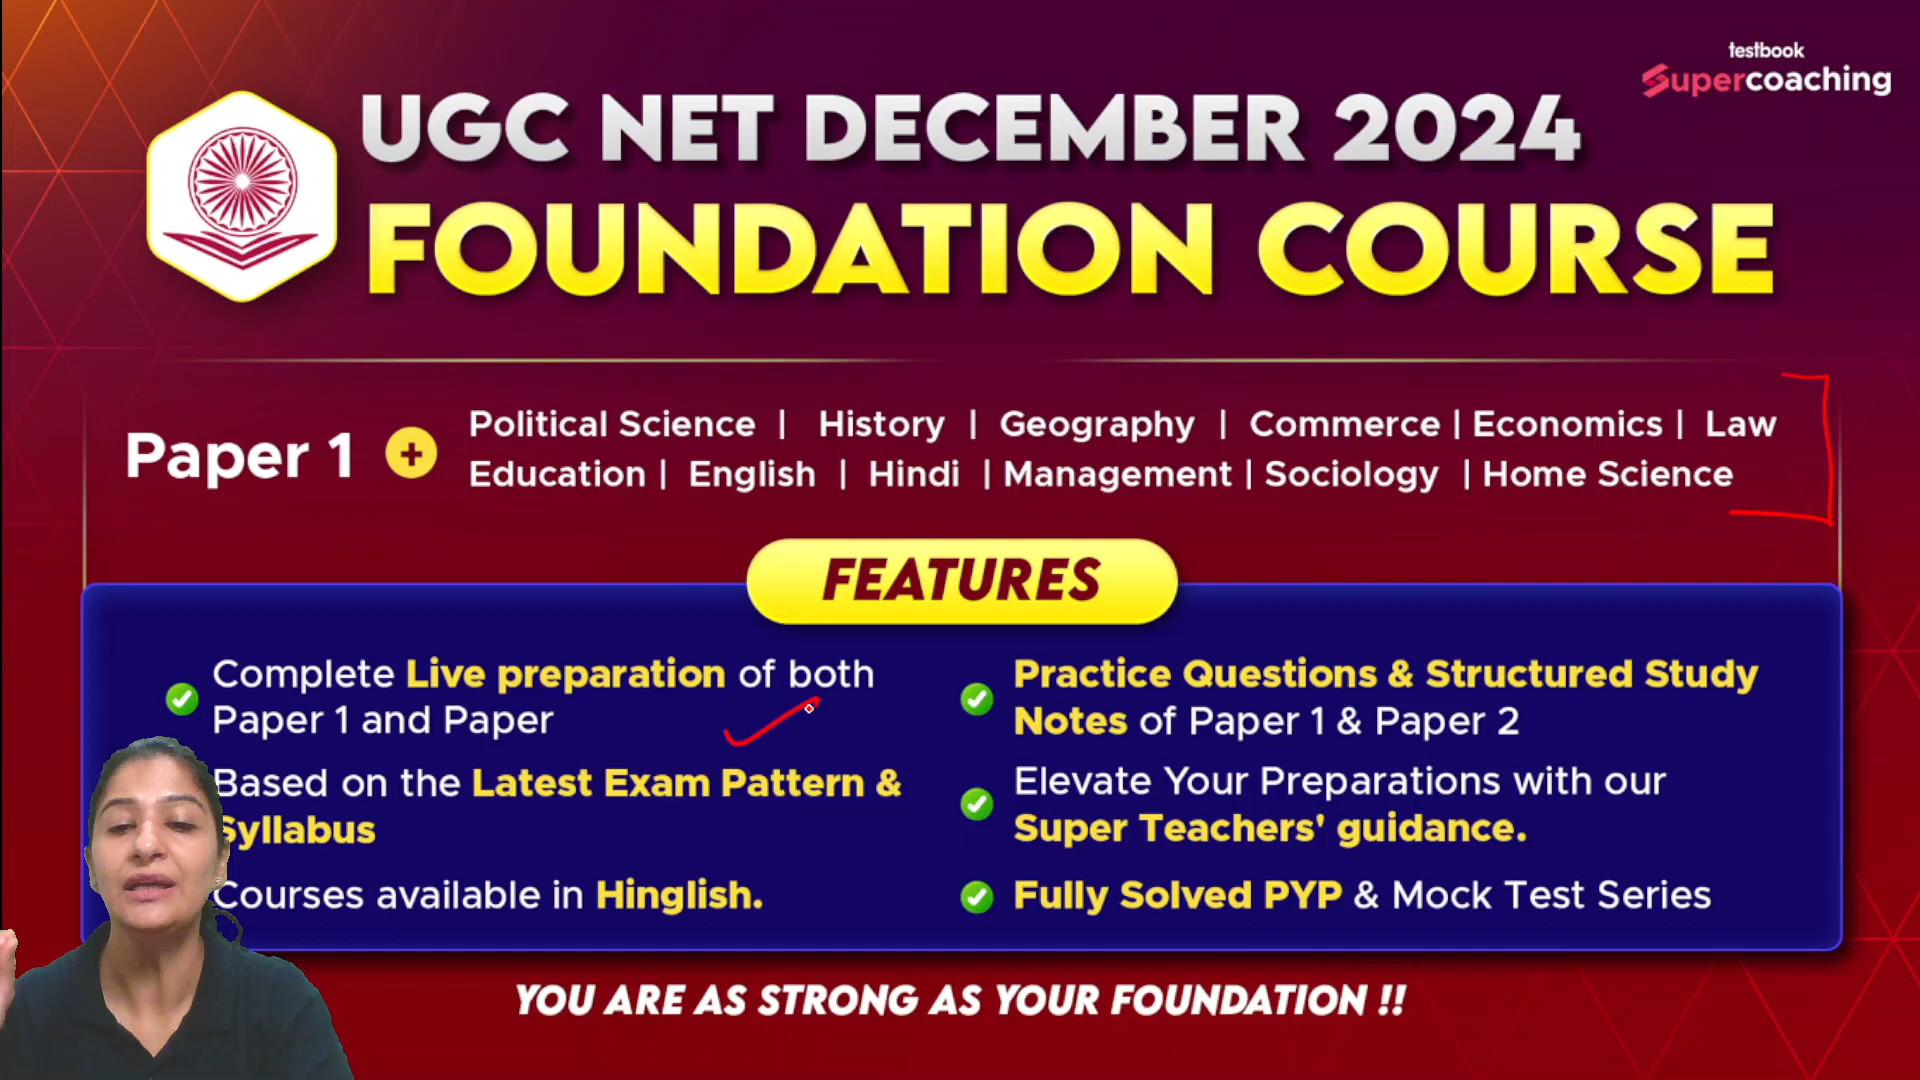 testbook
Supercoaching
UGC NET DECEMBER 2024
FOUNDATION COURSE
Paper 1 + Political Science | History | Geography | Commerce | Economics | Law
Education | English | Hindi | Management | Sociology | Home Science
FEATURES
Complete Live preparation of both
Paper 1 and Paper
Based on the Latest Exam Pattern &
Syllabus
Courses available in Hinglish.
Practice Questions & Structured Study
Notes of Paper 1 & Paper 2
Elevate Your Preparations with our
Super Teachers' guidance.
Fully Solved PYP & Mock Test Series
YOU ARE AS STRONG AS YOUR FOUNDATION !!